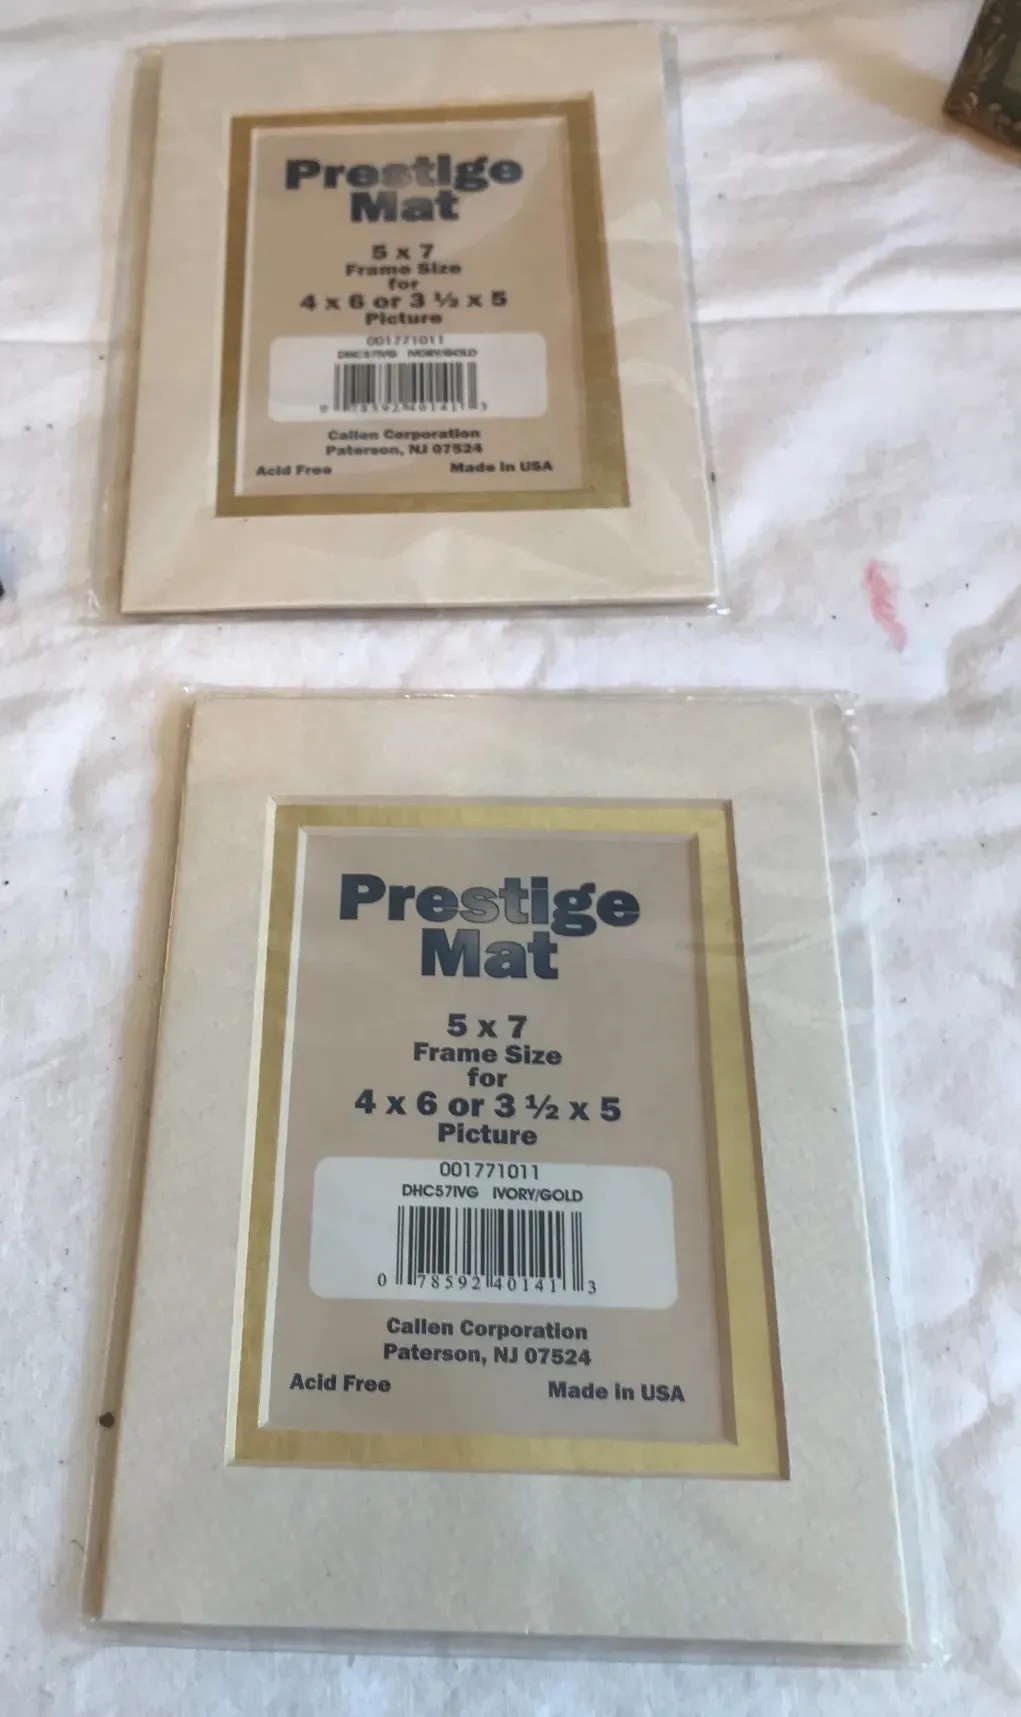 Prestige
Mat
5 x 7
Frame Size
for
4 x 6 or 3 ½ x 5
Picture
001771011
DHC57IVG IVORY/GOLD
0 78592 40141 3
Callen Corporation
Paterson, NJ 07524
Acid Free Made in USA
Prestige
Mat
5 x 7
Frame Size
for
4 x 6 or 3 ½ x 5
Picture
001771011
DHC57IVG IVORY/GOLD
0 78592 40141 3
Callen Corporation
Paterson, NJ 07524
Acid Free Made in USA